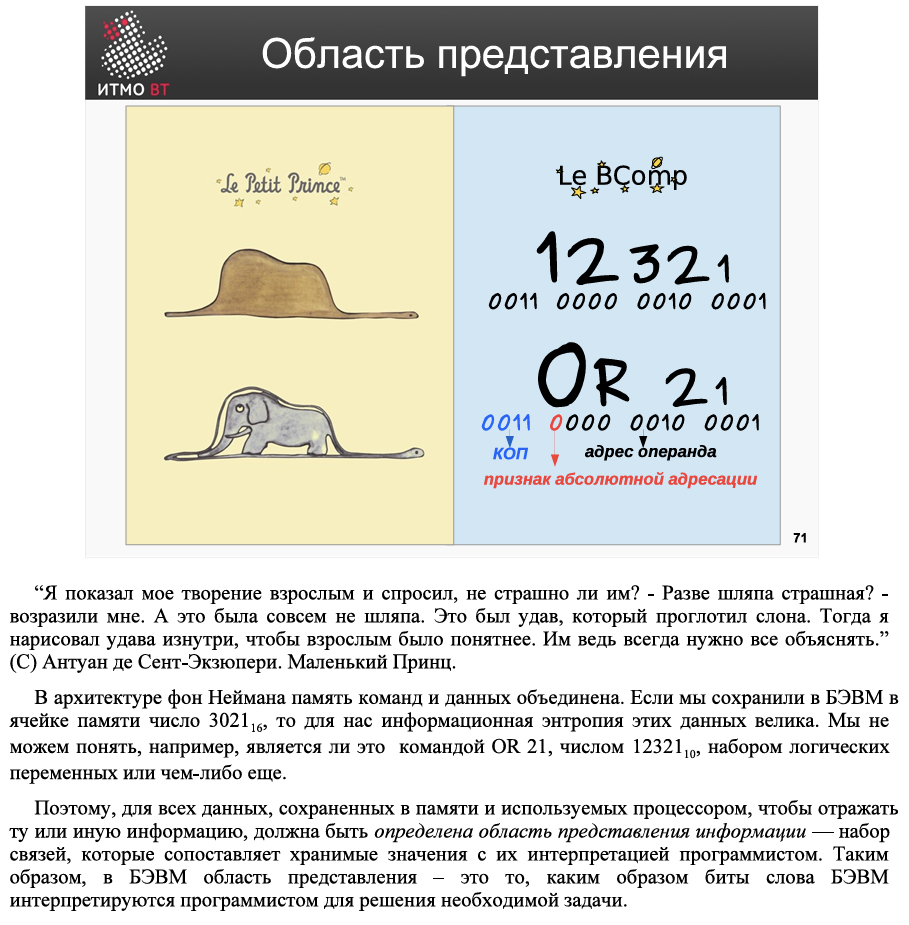 ИТМО ВТ
Область представления
Le Petit Prince™
Le BComp
12321
0011 0000 0010 0001
OR 21
0011 0000 0010 0001
КОП
адрес операнда
признак абсолютной адресации
71
“Я показал мое творение взрослым и спросил, не страшно ли им? - Разве шляпа страшная? -
возразили мне. А это была совсем не шляпа. Это был удав, который проглотил слона. Тогда я
нарисовал удава изнутри, чтобы взрослым было понятнее. Им ведь всегда нужно все объяснять.”
(С) Антуан де Сент-Экзюпери. Маленький Принц.
В архитектуре фон Неймана память команд и данных объединена. Если мы сохранили в БЭВМ в
ячейке памяти число 3021₁₆, то для нас информационная энтропия этих данных велика. Мы не
можем понять, например, является ли это командой OR 21, числом 12321₁₀, набором логических
переменных или чем-либо еще.
Поэтому, для всех данных, сохраненных в памяти и используемых процессором, чтобы отражать
ту или иную информацию, должна быть определена область представления информации — набор
связей, которые сопоставляет хранимые значения с их интерпретацией программистом. Таким
образом, в БЭВМ область представления – это то, каким образом биты слова БЭВМ
интерпретируются программистом для решения необходимой задачи.